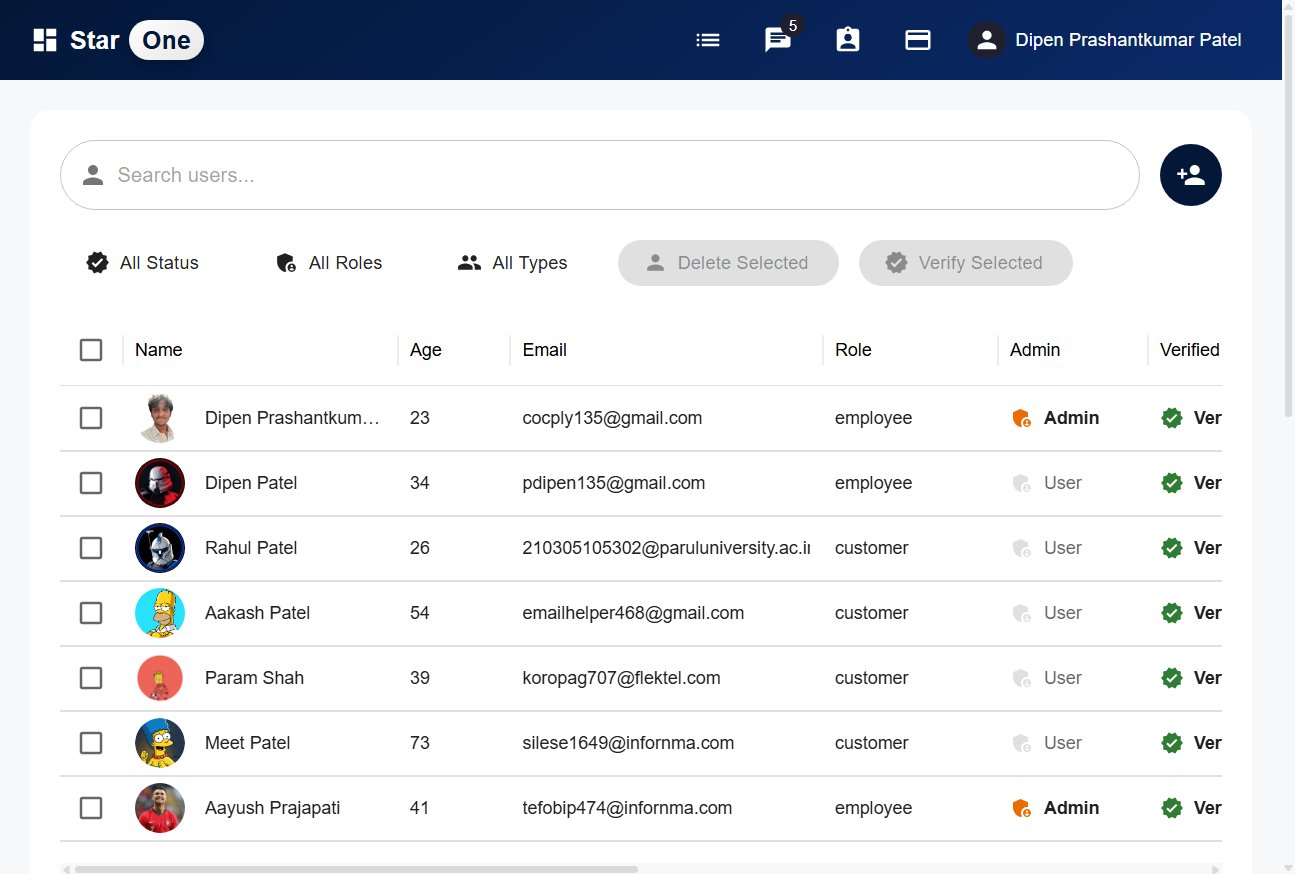 Star One 5 Dipen Prashantkumar Patel
Search users...
All Status All Roles All Types Delete Selected Verify Selected
Name Age Email Role Admin Verified
Dipen Prashantkum... 23 cocply135@gmail.com employee Admin Ver
Dipen Patel 34 pdipen135@gmail.com employee User Ver
Rahul Patel 26 210305105302@paruluniversity.ac.in customer User Ver
Aakash Patel 54 emailhelper468@gmail.com customer User Ver
Param Shah 39 koropag707@flektel.com customer User Ver
Meet Patel 73 silese1649@infornma.com customer User Ver
Aayush Prajapati 41 tefobip474@infornma.com employee Admin Ver